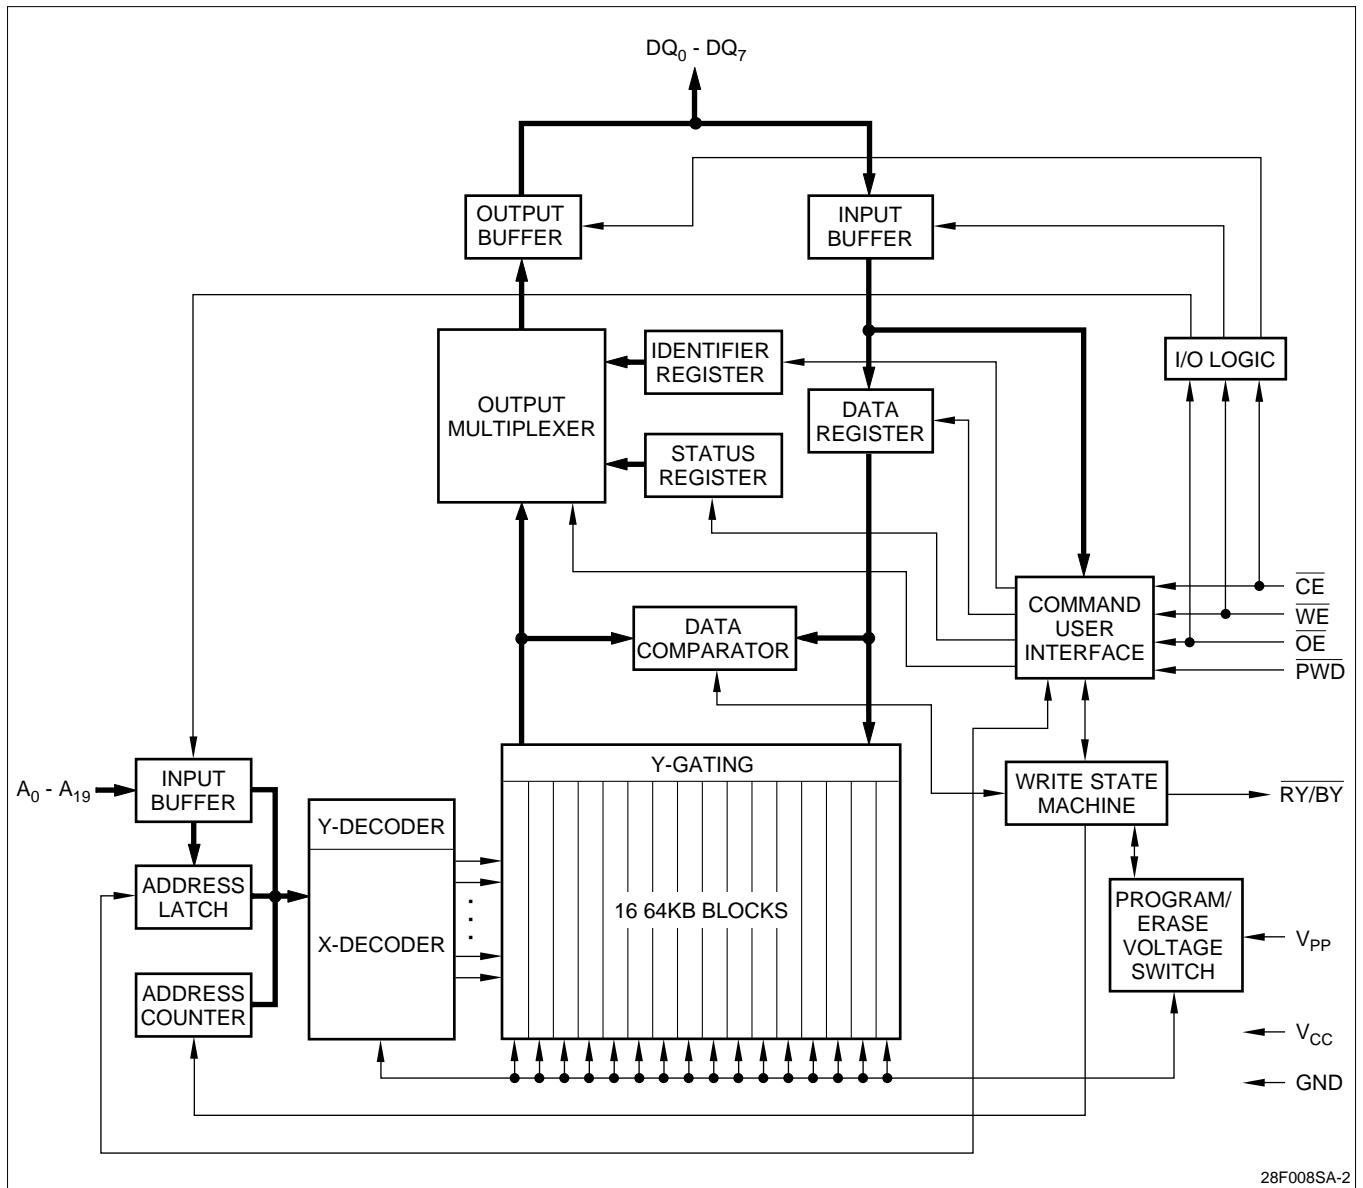 DQ0 - DQ7
OUTPUT
BUFFER
INPUT
BUFFER
IDENTIFIER
REGISTER
I/O LOGIC
OUTPUT
MULTIPLEXER
DATA
REGISTER
STATUS
REGISTER
COMMAND
USER
INTERFACE
CE
WE
OE
PWD
DATA
COMPARATOR
Y-GATING
A0 - A19
INPUT
BUFFER
WRITE STATE
MACHINE
RY/BY
Y-DECODER
ADDRESS
LATCH
X-DECODER
16 64KB BLOCKS
PROGRAM/
ERASE
VOLTAGE
SWITCH
VPP
ADDRESS
COUNTER
VCC
GND
28F008SA-2